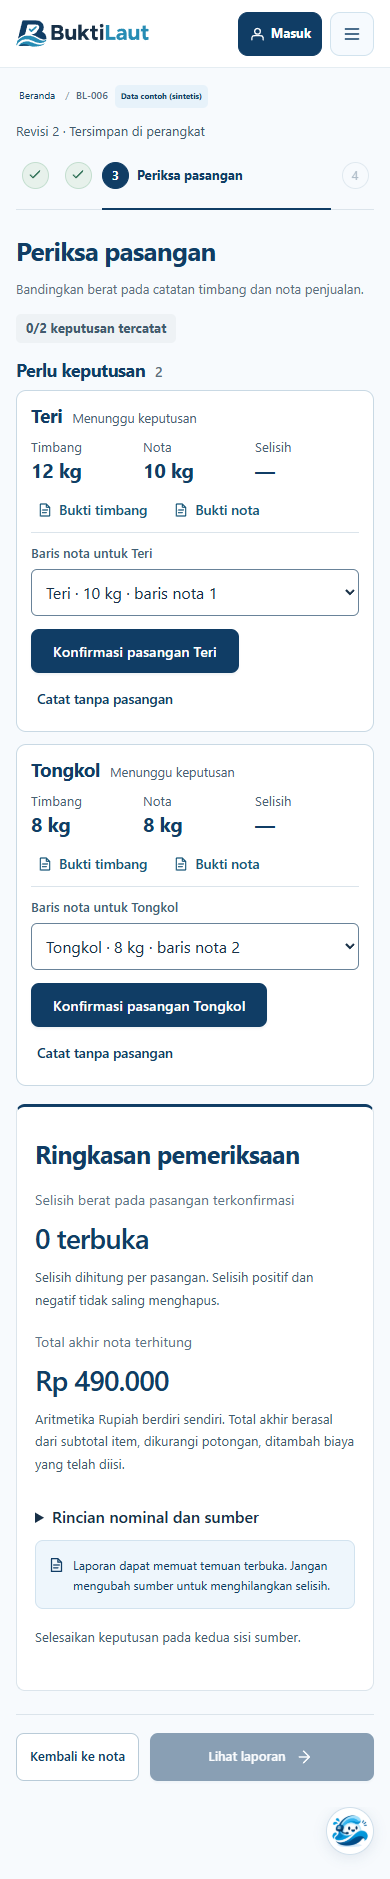 BuktiLaut
Masuk
Beranda / BL-006 Data contoh (sintetis)
Revisi 2 · Tersimpan di perangkat
3 Periksa pasangan 4
Periksa pasangan
Bandingkan berat pada catatan timbang dan nota penjualan.
0/2 keputusan tercatat
Perlu keputusan 2
Teri Menunggu keputusan
Timbang Nota Selisih
12 kg 10 kg —
Bukti timbang Bukti nota
Baris nota untuk Teri
Teri · 10 kg · baris nota 1
Konfirmasi pasangan Teri
Catat tanpa pasangan
Tongkol Menunggu keputusan
Timbang Nota Selisih
8 kg 8 kg —
Bukti timbang Bukti nota
Baris nota untuk Tongkol
Tongkol · 8 kg · baris nota 2
Konfirmasi pasangan Tongkol
Catat tanpa pasangan
Ringkasan pemeriksaan
Selisih berat pada pasangan terkonfirmasi
0 terbuka
Selisih dihitung per pasangan. Selisih positif dan
negatif tidak saling menghapus.
Total akhir nota terhitung
Rp 490.000
Aritmetika Rupiah berdiri sendiri. Total akhir berasal
dari subtotal item, dikurangi potongan, ditambah biaya
yang telah diisi.
Rincian nominal dan sumber
Laporan dapat memuat temuan terbuka. Jangan
mengubah sumber untuk menghilangkan selisih.
Selesaikan keputusan pada kedua sisi sumber.
Kembali ke nota
Lihat laporan